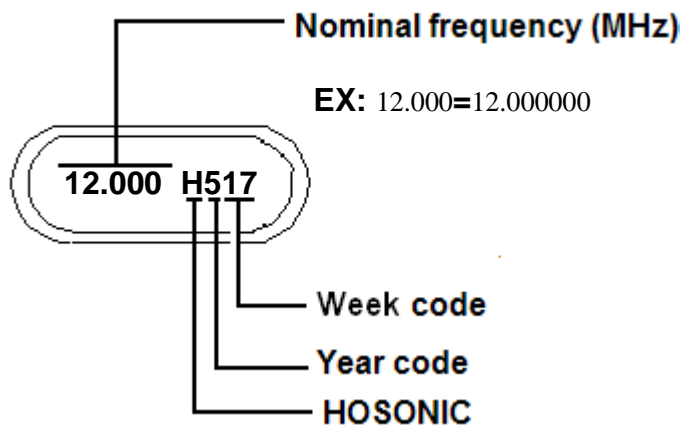 Nominal frequency (MHz)
EX: 12.000=12.000000
12.000 H517
Week code
Year code
HOSONIC